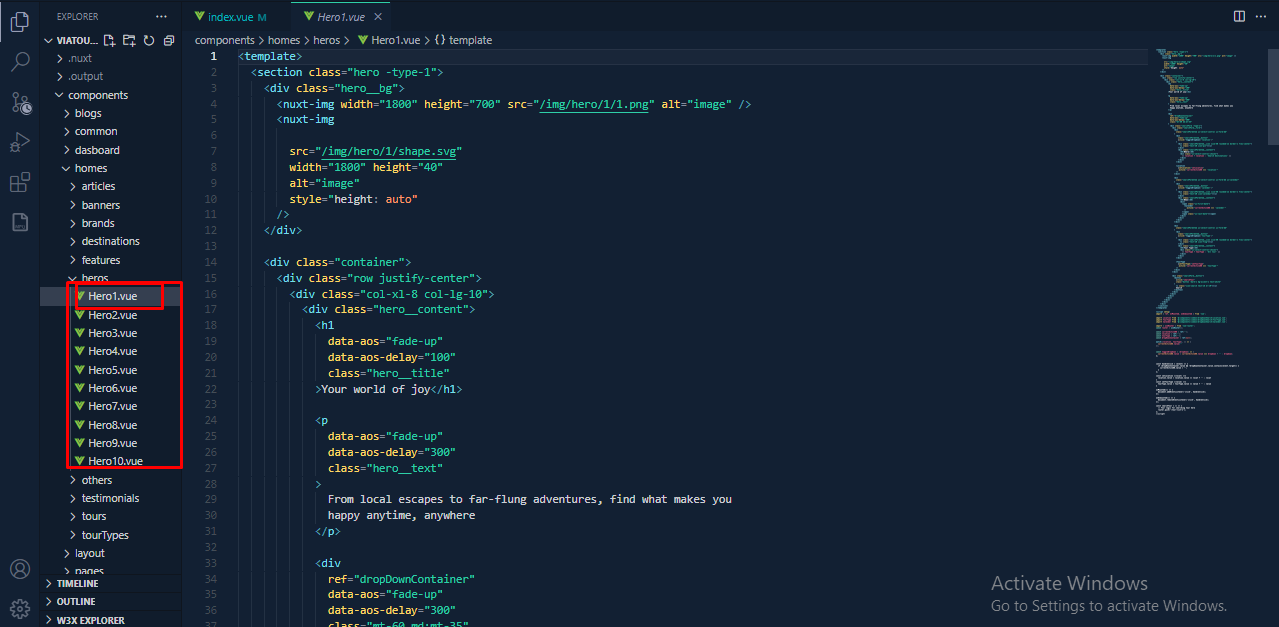 EXPLORER
VIATOU...
.nuxt
.output
components
blogs
common
dasboard
homes
articles
banners
brands
destinations
features
heros
Hero1.vue
Hero2.vue
Hero3.vue
Hero4.vue
Hero5.vue
Hero6.vue
Hero7.vue
Hero8.vue
Hero9.vue
Hero10.vue
others
testimonials
tours
tourTypes
layout
pages
TIMELINE
OUTLINE
W3X EXPLORER
index.vue M
Hero1.vue
components > homes > heros > Hero1.vue > {} template
1 <template>
2 <section class="hero -type-1">
3 <div class="hero__bg">
4 <nuxt-img width="1800" height="700" src="/img/hero/1/1.png" alt="image" />
5 <nuxt-img
6
7 src="/img/hero/1/shape.svg"
8 width="1800" height="40"
9 alt="image"
10 style="height: auto"
11 />
12 </div>
13
14 <div class="container">
15 <div class="row justify-center">
16 <div class="col-xl-8 col-lg-10">
17 <div class="hero__content">
18 <h1
19 data-aos="fade-up"
20 data-aos-delay="100"
21 class="hero__title"
22 >Your world of joy</h1>
23
24 <p
25 data-aos="fade-up"
26 data-aos-delay="300"
27 class="hero__text"
28 >
29 From local escapes to far-flung adventures, find what makes you
30 happy anytime, anywhere
31 </p>
32
33 <div
34 ref="dropDownContainer"
35 data-aos="fade-up"
36 data-aos-delay="300"
37 class="mt-60 md:mt-35"
Activate Windows
Go to Settings to activate Windows.